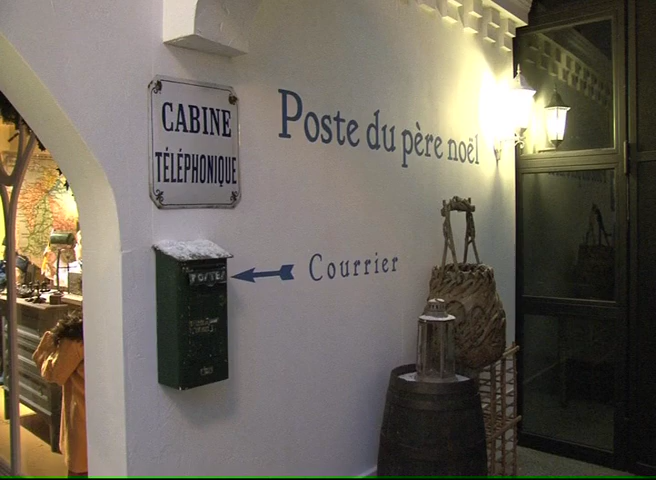 CABINE
TÉLÉPHONIQUE
Poste du père noël
POSTES
Courrier